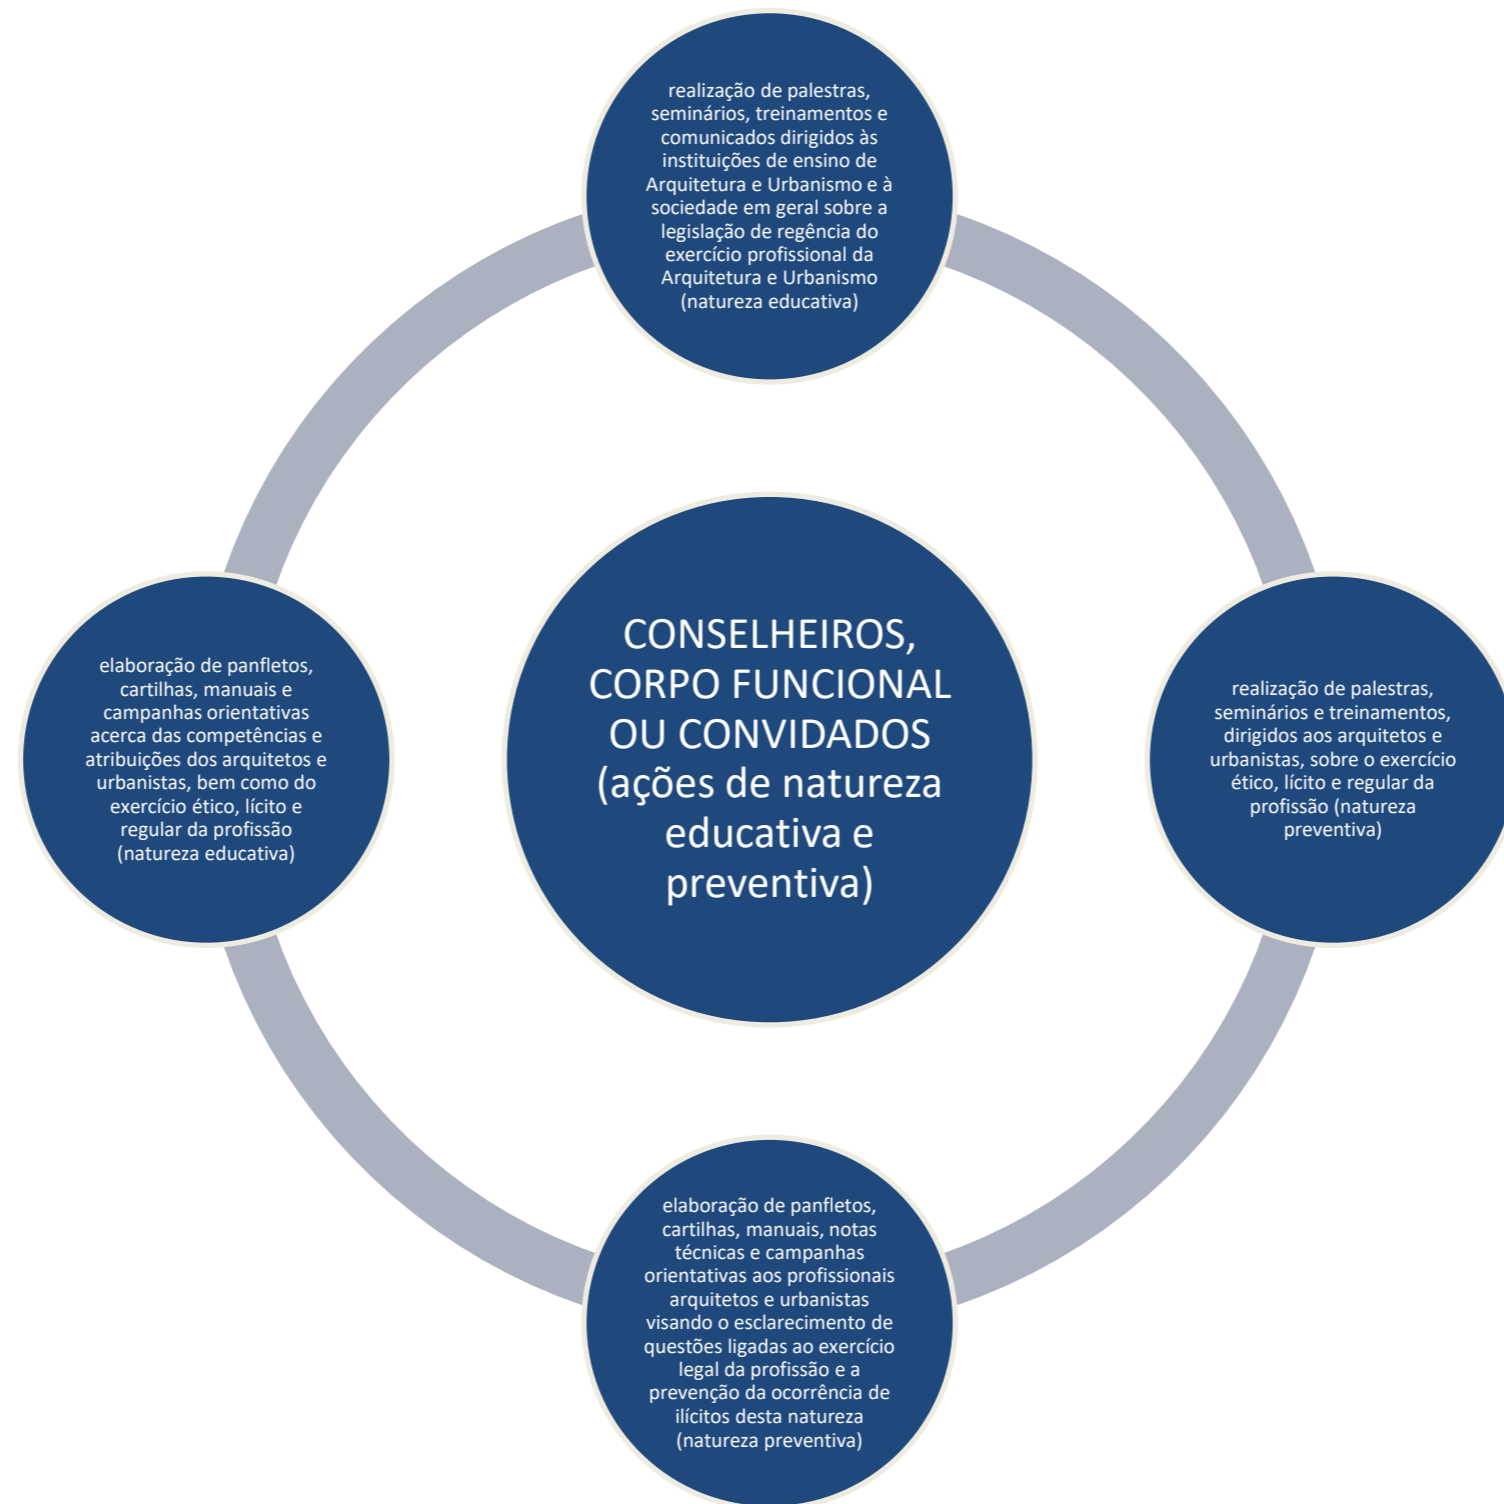 realização de palestras,
seminários, treinamentos e
comunicados dirigidos às
instituições de ensino de
Arquitetura e Urbanismo e à
sociedade em geral sobre a
legislação de regência do
exercício profissional da
Arquitetura e Urbanismo
(natureza educativa)
CONSELHEIROS,
CORPO FUNCIONAL
OU CONVIDADOS
(ações de natureza
educativa e
preventiva)
realização de palestras,
seminários e treinamentos,
dirigidos aos arquitetos e
urbanistas, sobre o exercício
ético, lícito e regular da
profissão (natureza
preventiva)
elaboração de panfletos,
cartilhas, manuais, notas
técnicas e campanhas
orientativas aos profissionais
arquitetos e urbanistas
visando o esclarecimento de
questões ligadas ao exercício
legal da profissão e a
prevenção da ocorrência de
ilícitos desta natureza
(natureza preventiva)
elaboração de panfletos,
cartilhas, manuais e
campanhas orientativas
acerca das competências e
atribuições dos arquitetos e
urbanistas, bem como do
exercício ético, lícito e
regular da profissão
(natureza educativa)